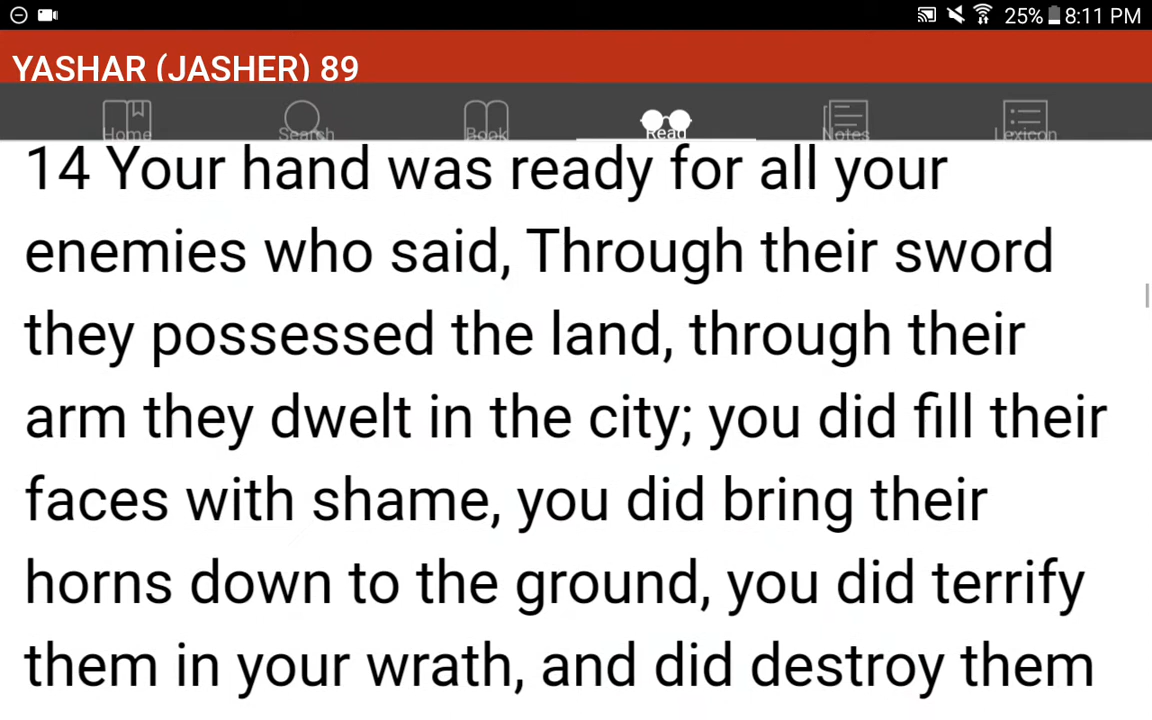 25% 8:11 PM
YASHAR (JASHER) 89
Home Search Book Read Notes Lexicon
14 Your hand was ready for all your
enemies who said, Through their sword
they possessed the land, through their
arm they dwelt in the city; you did fill their
faces with shame, you did bring their
horns down to the ground, you did terrify
them in your wrath, and did destroy them